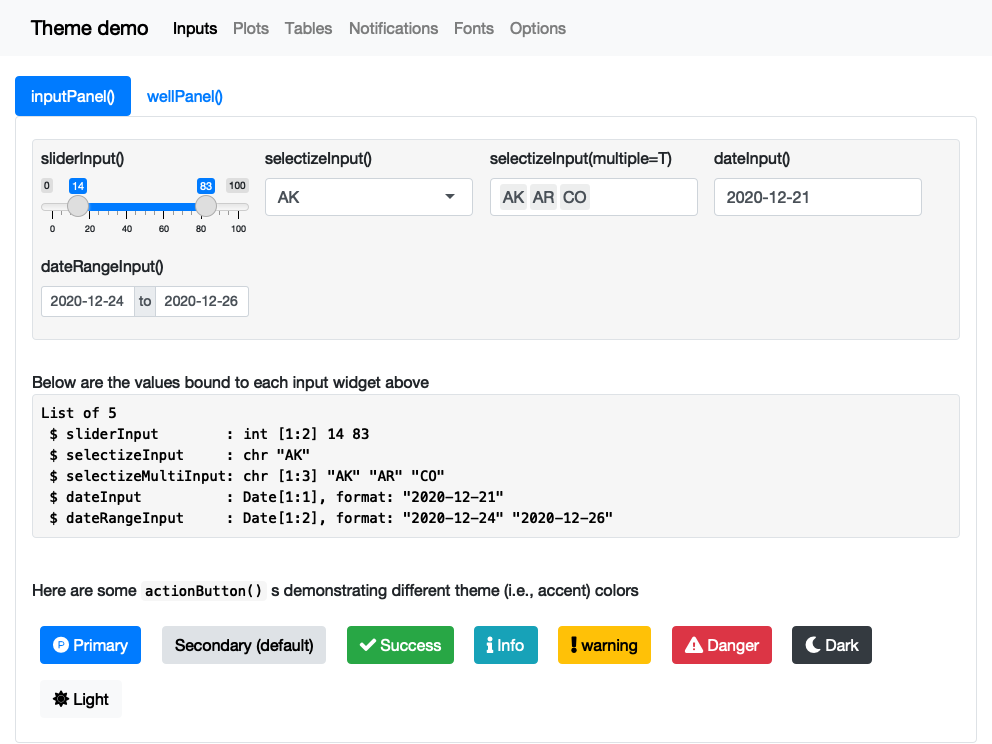 Theme demo Inputs Plots Tables Notifications Fonts Options
inputPanel() wellPanel()
sliderInput() selectizeInput() selectizeInput(multiple=T) dateInput()
0 14 83 100
AK AK AR CO 2020-12-21
0 20 40 60 80 100
dateRangeInput()
2020-12-24 to 2020-12-26
Below are the values bound to each input widget above
List of 5
 $ sliderInput        : int [1:2] 14 83
 $ selectizeInput     : chr "AK"
 $ selectizeMultiInput: chr [1:3] "AK" "AR" "CO"
 $ dateInput          : Date[1:1], format: "2020-12-21"
 $ dateRangeInput     : Date[1:2], format: "2020-12-24" "2020-12-26"
Here are some actionButton() s demonstrating different theme (i.e., accent) colors
P Primary Secondary (default) Success Info warning Danger Dark
Light